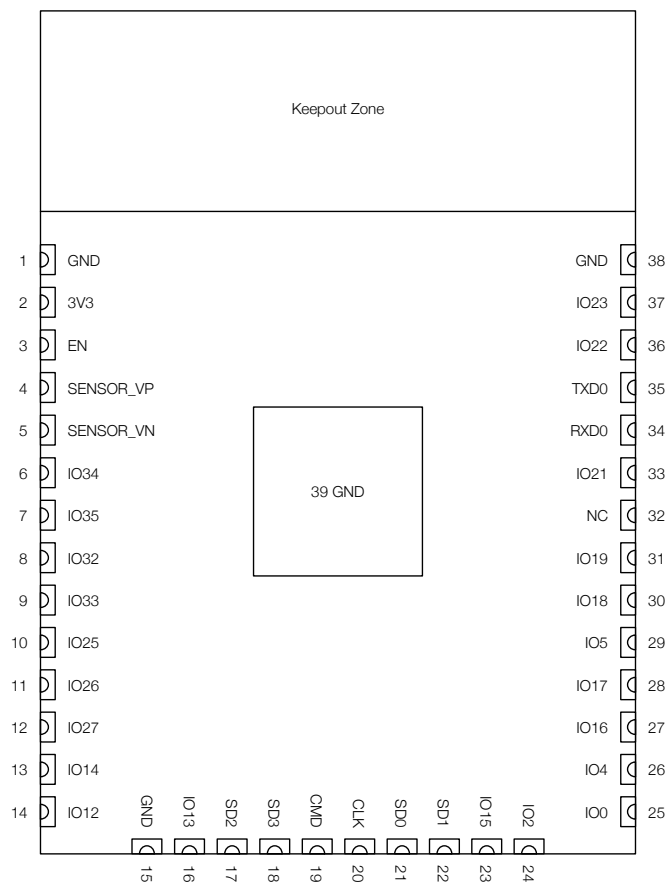 Keepout Zone
1 GND
2 3V3
3 EN
4 SENSOR_VP
5 SENSOR_VN
6 IO34
7 IO35
8 IO32
9 IO33
10 IO25
11 IO26
12 IO27
13 IO14
14 IO12
39 GND
GND 38
IO23 37
IO22 36
TXD0 35
RXD0 34
IO21 33
NC 32
IO19 31
IO18 30
IO5 29
IO17 28
IO16 27
IO4 26
IO0 25
GND 15
IO13 16
SD2 17
SD3 18
CMD 19
CLK 20
SD0 21
SD1 22
IO15 23
IO2 24